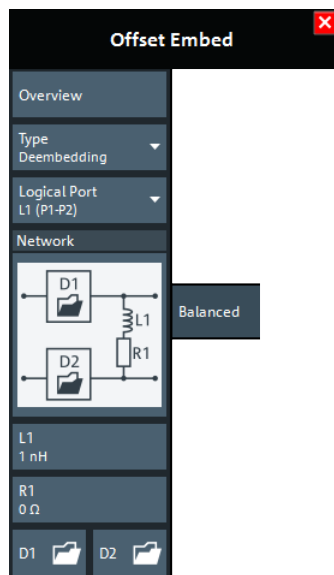 Offset Embed
Overview
Type
Deembedding
Logical Port
L1 (P1-P2)
Network
D1
L1
R1
D2
Balanced
L1
1 nH
R1
0 Ω
D1
D2